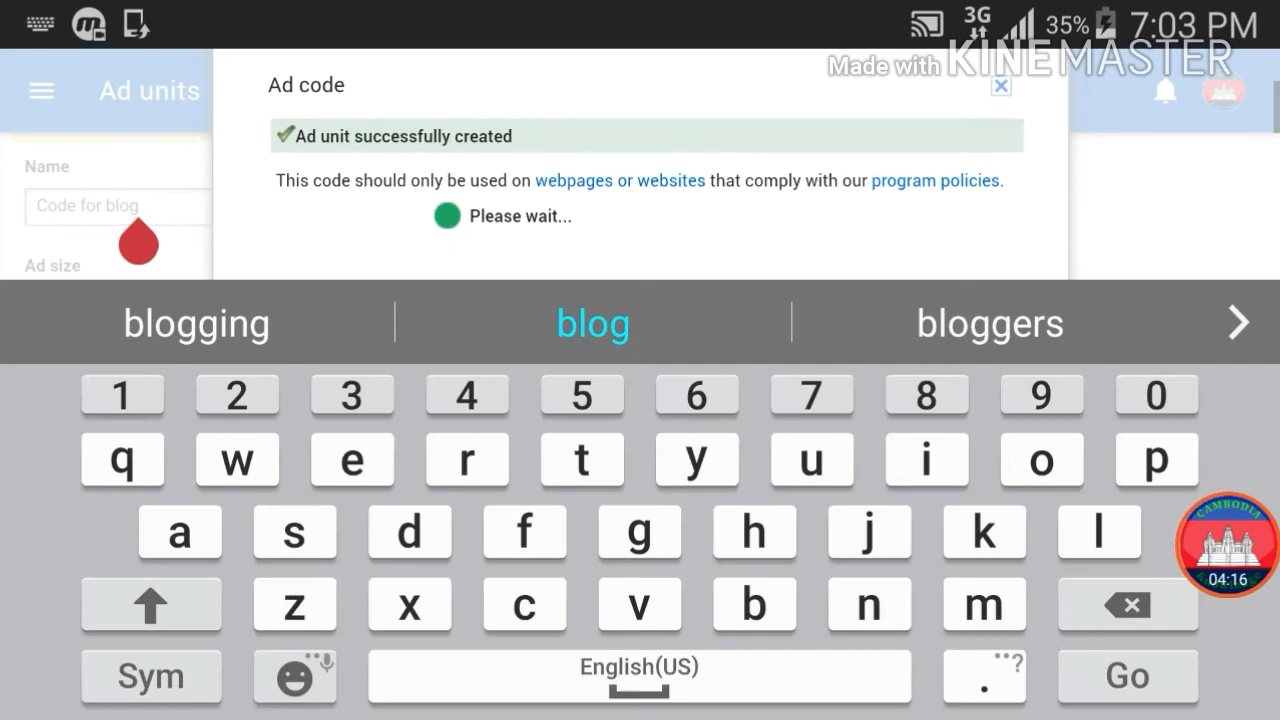 3G 35% 7:03 PM
Made with KINEMASTER
Ad units
Ad code
Ad unit successfully created
Name
This code should only be used on webpages or websites that comply with our program policies.
Code for blog
Please wait...
Ad size
blogging blog bloggers
1 2 3 4 5 6 7 8 9 0
q w e r t y u i o p
a s d f g h j k l
CAMBODIA
04:16
z x c v b n m
Sym English(US) . ? Go